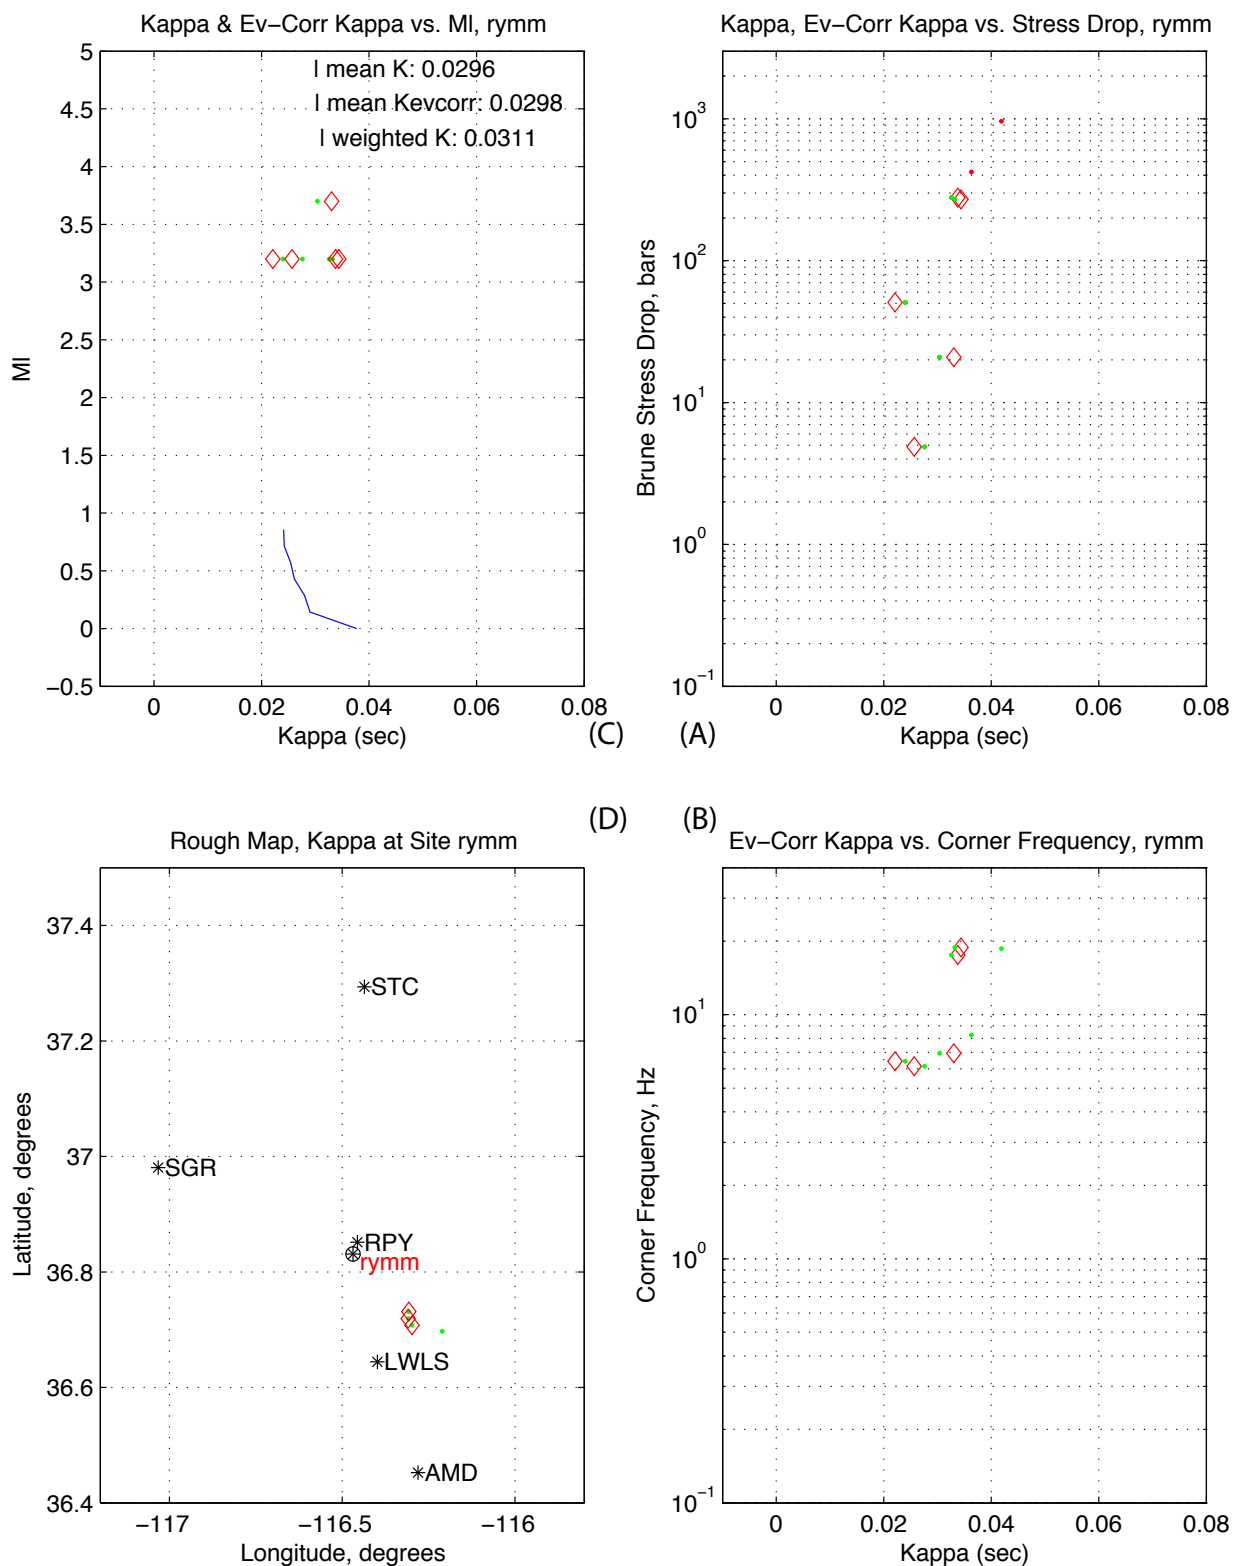 Kappa & Ev−Corr Kappa vs. Ml, rymm
5
4.5
4
3.5
3
2.5
2
1.5
1
0.5
0
−0.5
Ml
l mean K: 0.0296
l mean Kevcorr: 0.0298
l weighted K: 0.0311
0 0.02 0.04 0.06 0.08
Kappa (sec)
(C)
Kappa, Ev−Corr Kappa vs. Stress Drop, rymm
10^3
10^2
10^1
10^0
10^−1
Brune Stress Drop, bars
0 0.02 0.04 0.06 0.08
Kappa (sec)
(A)
(D)
Rough Map, Kappa at Site rymm
37.4
37.2
37
36.8
36.6
36.4
Latitude, degrees
STC
SGR
RPY
rymm
LWLS
AMD
−117 −116.5 −116
Longitude, degrees
(B)
Ev−Corr Kappa vs. Corner Frequency, rymm
10^1
10^0
10^−1
Corner Frequency, Hz
0 0.02 0.04 0.06 0.08
Kappa (sec)